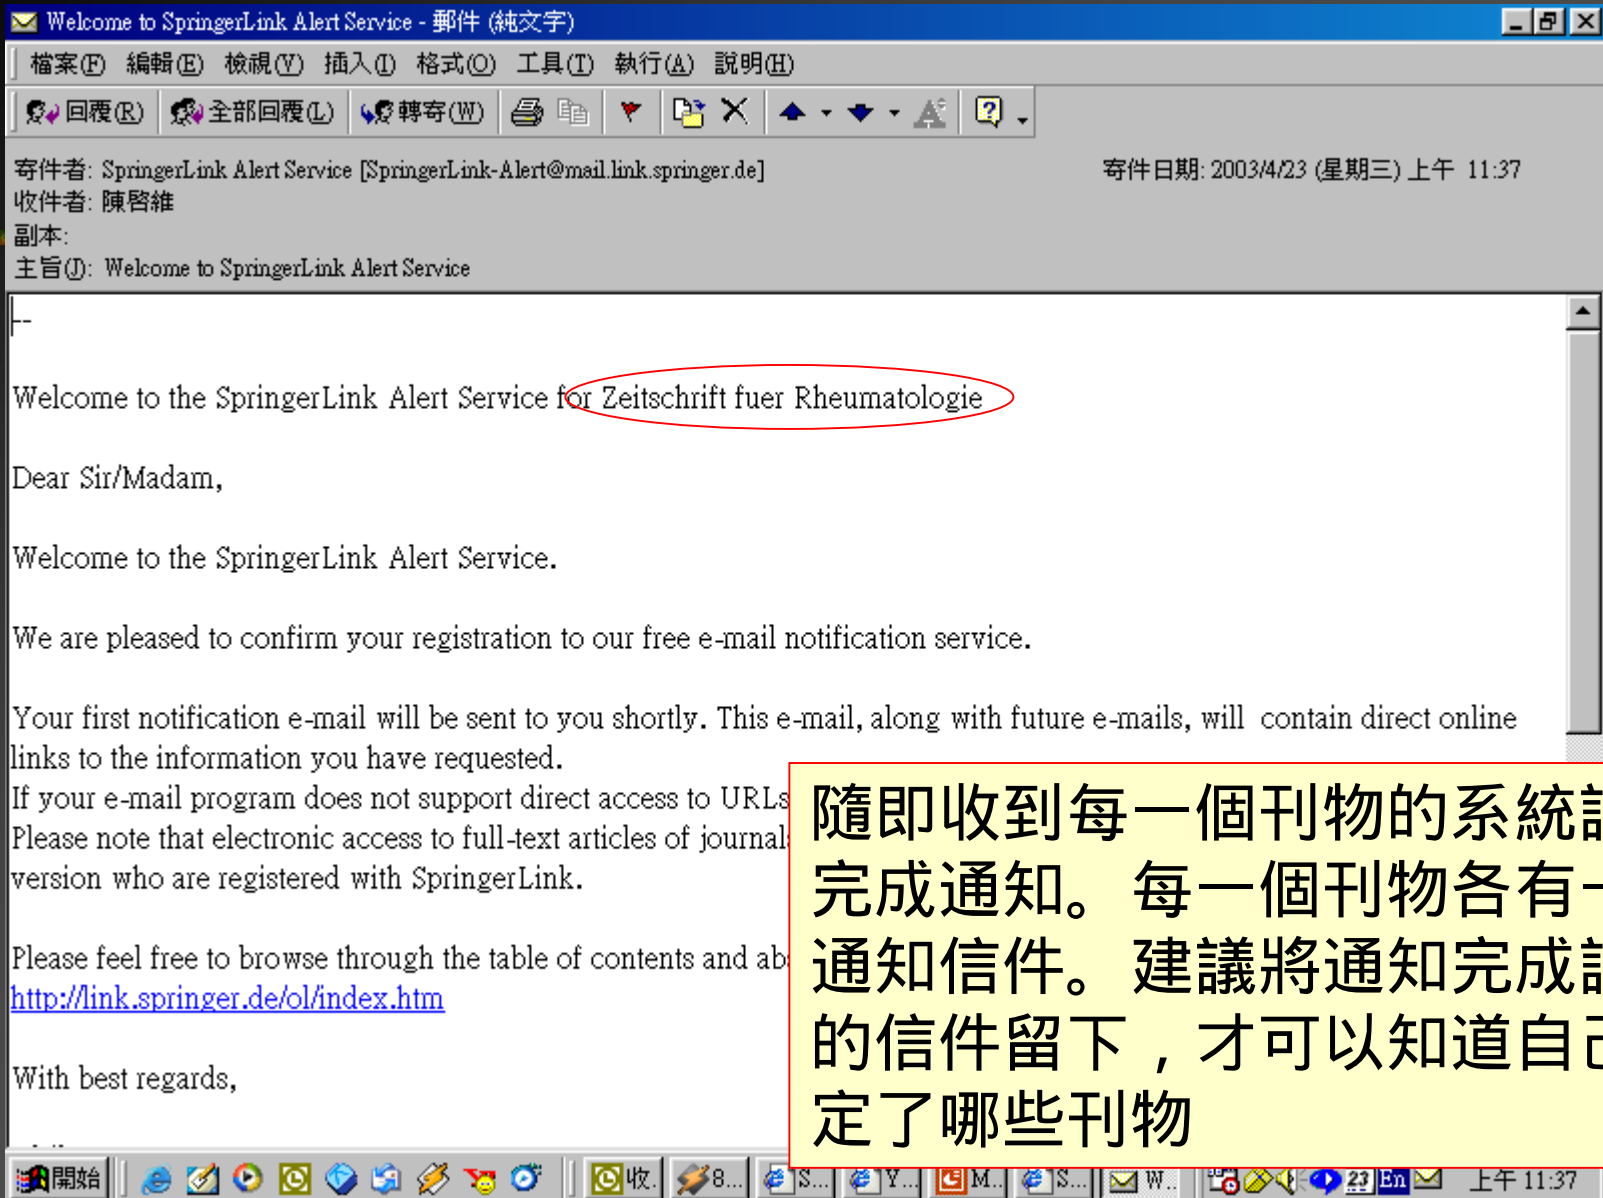 Welcome to SpringerLink Alert Service - 郵件 (純文字)
檔案(F) 編輯(E) 檢視(V) 插入(I) 格式(O) 工具(T) 執行(A) 說明(H)
回覆(R) 全部回覆(L) 轉寄(W)
寄件者: SpringerLink Alert Service [SpringerLink-Alert@mail.link.springer.de] 寄件日期: 2003/4/23 (星期三) 上午 11:37
收件者: 陳啓維
副本:
主旨(J): Welcome to SpringerLink Alert Service
--
Welcome to the SpringerLink Alert Service for Zeitschrift fuer Rheumatologie
Dear Sir/Madam,
Welcome to the SpringerLink Alert Service.
We are pleased to confirm your registration to our free e-mail notification service.
Your first notification e-mail will be sent to you shortly. This e-mail, along with future e-mails, will contain direct online
links to the information you have requested.
If your e-mail program does not support direct access to URLs
Please note that electronic access to full-text articles of journals
version who are registered with SpringerLink.
Please feel free to browse through the table of contents and
http://link.springer.de/ol/index.htm
With best regards,
隨即收到每一個刊物的系統
完成通知。每一個刊物各有
通知信件。建議將通知完成
的信件留下，才可以知道自己
定了哪些刊物
開始 收. 8... S... Y... M.. S... W.. 23 En 上午 11:37